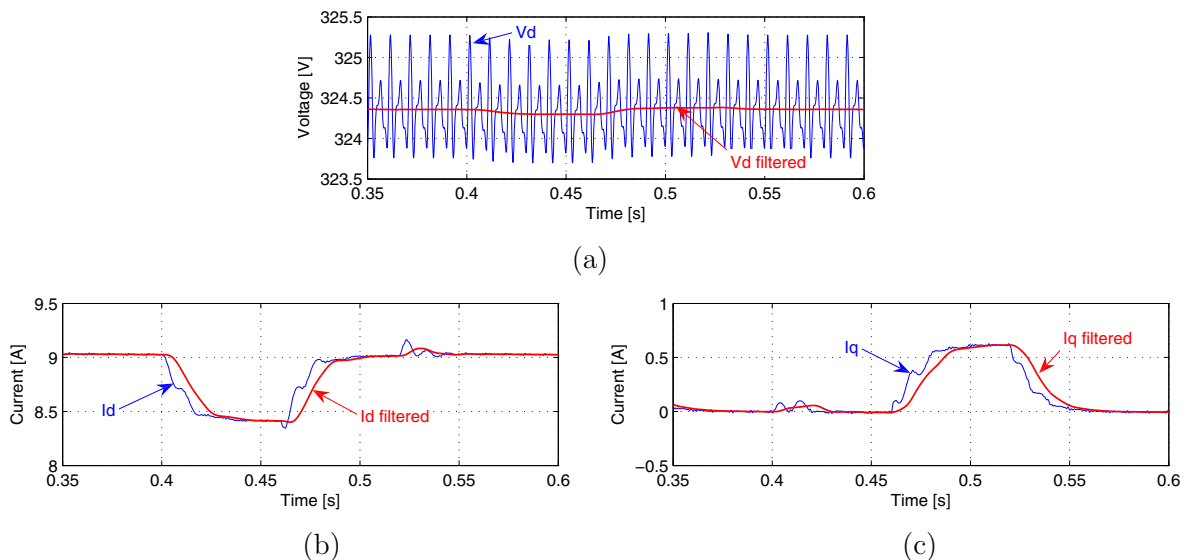 325.5
325
324.5
324
323.5
Voltage [V]
Vd
Vd filtered
0.35 0.4 0.45 0.5 0.55 0.6
Time [s]
(a)
9.5
9
8.5
8
Current [A]
Id
Id filtered
0.35 0.4 0.45 0.5 0.55 0.6
Time [s]
(b)
1
0.5
0
−0.5
Current [A]
Iq
Iq filtered
0.35 0.4 0.45 0.5 0.55 0.6
Time [s]
(c)